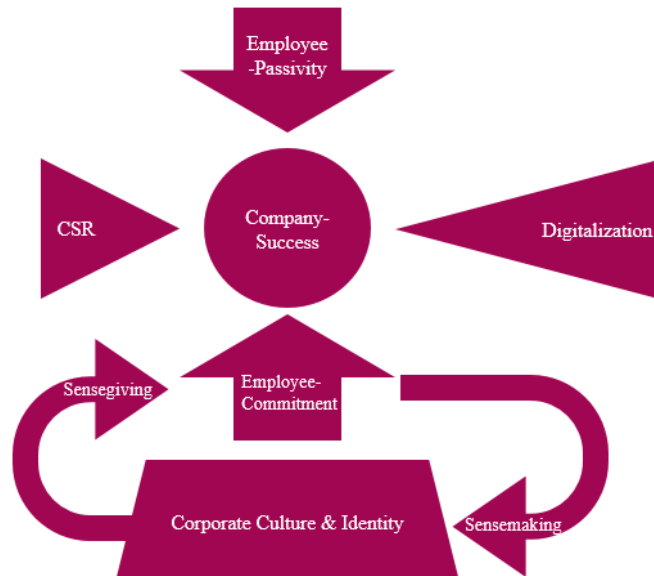 Employee
-Passivity
CSR
Company-
Success
Digitalization
Sensegiving
Employee-
Commitment
Corporate Culture & Identity
Sensemaking